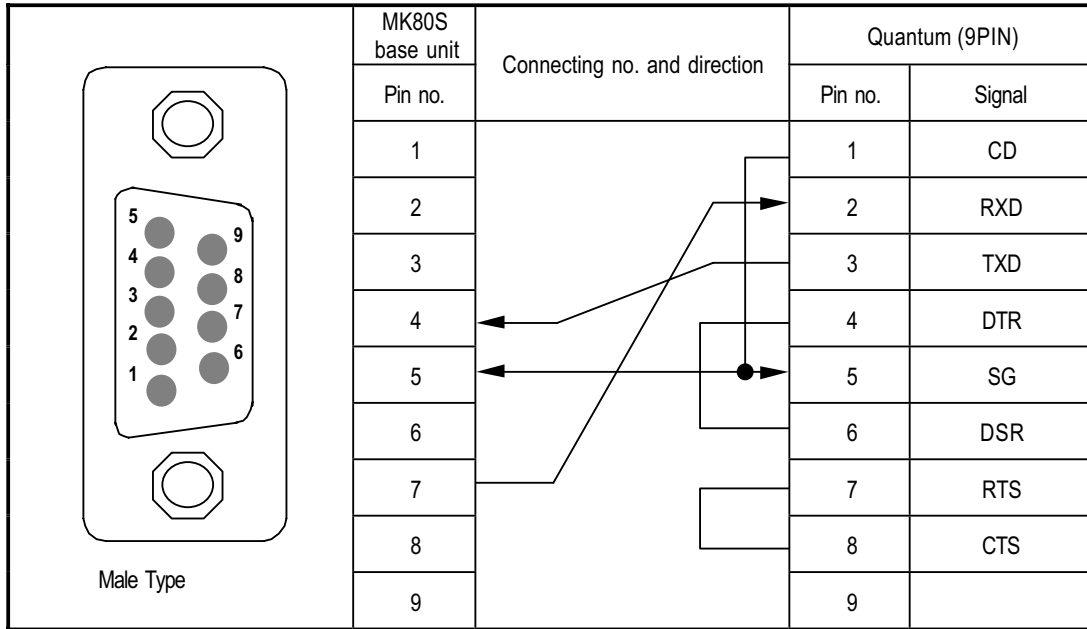 MK80S
base unit
Connecting no. and direction
Quantum (9PIN)
Pin no.
Pin no.
Signal
1
1
CD
2
2
RXD
3
3
TXD
4
4
DTR
5
5
SG
6
6
DSR
7
7
RTS
8
8
CTS
9
9
5
9
4
8
3
7
2
6
1
Male Type